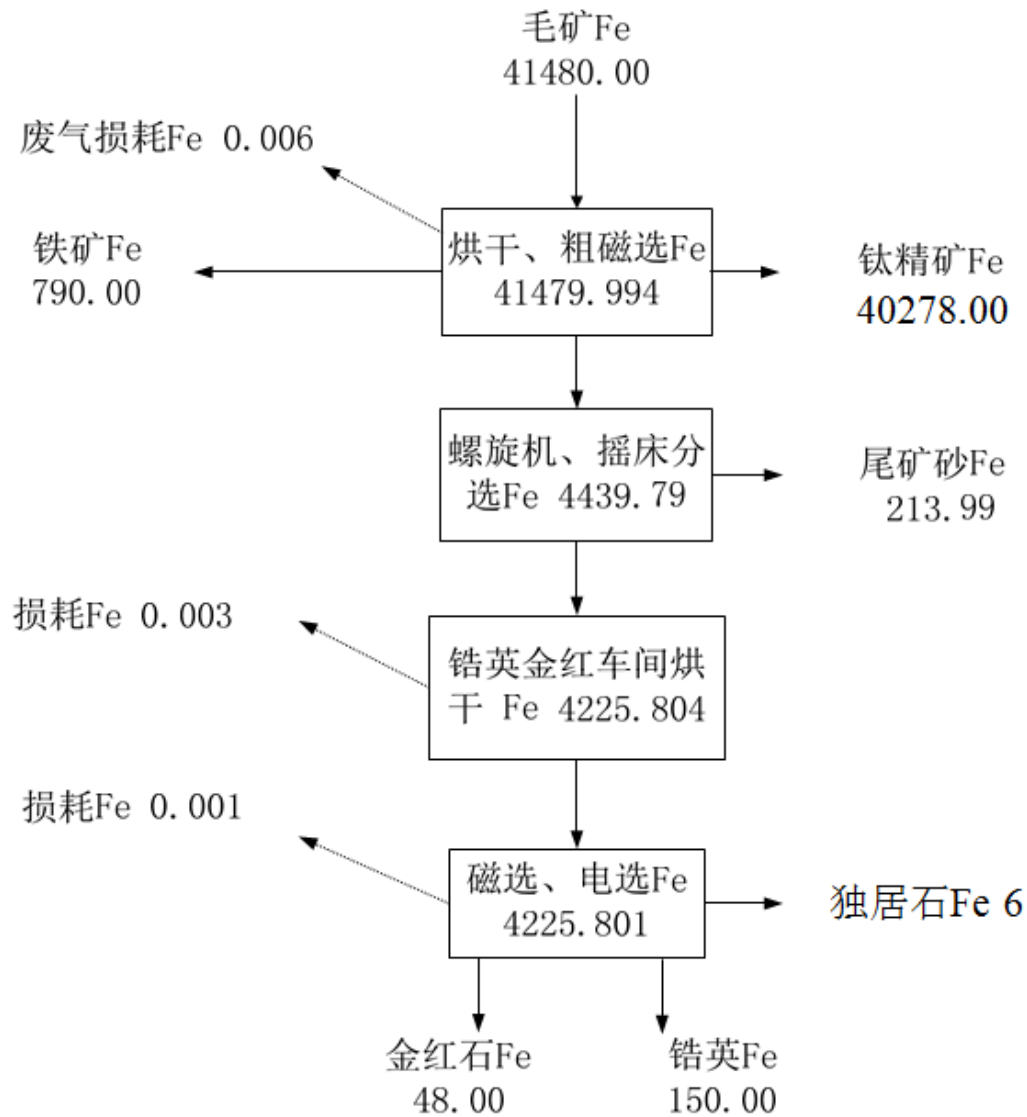 毛矿Fe
41480.00
废气损耗Fe 0.006
铁矿Fe
790.00
烘干、粗磁选Fe
41479.994
钛精矿Fe
40278.00
螺旋机、摇床分
选Fe 4439.79
尾矿砂Fe
213.99
损耗Fe 0.003
锆英金红车间烘
干 Fe 4225.804
损耗Fe 0.001
磁选、电选Fe
4225.801
独居石Fe 6
金红石Fe
48.00
锆英Fe
150.00